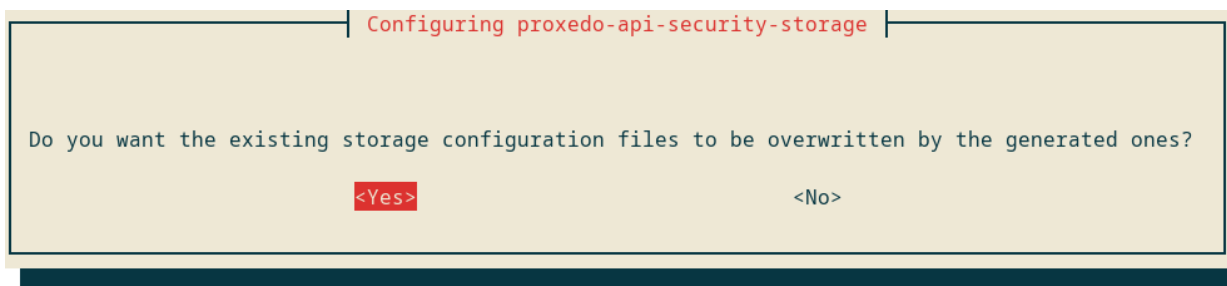 Configuring proxedo-api-security-storage
Do you want the existing storage configuration files to be overwritten by the generated ones?
<Yes> <No>